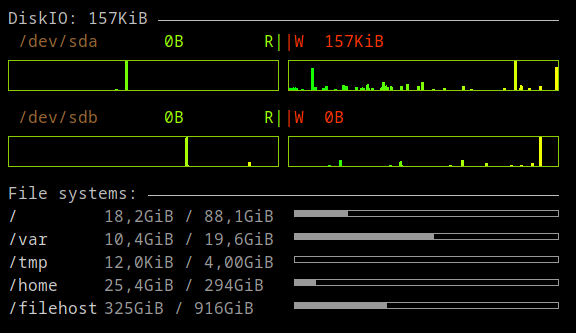 DiskIO: 157KiB
/dev/sda 0B R||W 157KiB
/dev/sdb 0B R||W 0B
File systems:
/ 18,2GiB / 88,1GiB
/var 10,4GiB / 19,6GiB
/tmp 12,0KiB / 4,00GiB
/home 25,4GiB / 294GiB
/filehost 325GiB / 916GiB